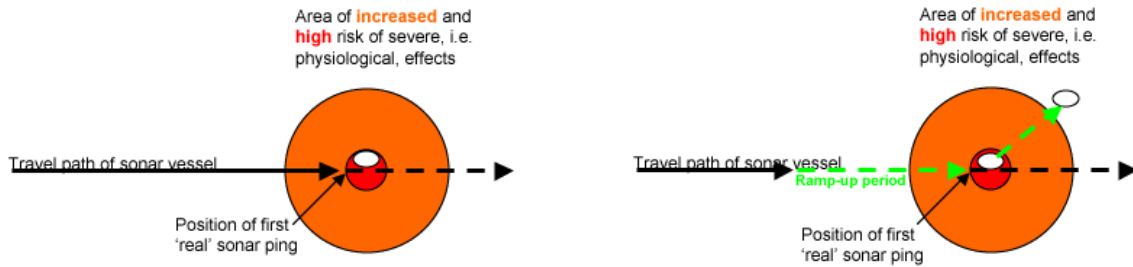 Area of increased and
high risk of severe, i.e.
physiological, effects
Travel path of sonar vessel
Position of first
'real' sonar ping
Area of increased and
high risk of severe, i.e.
physiological, effects
Travel path of sonar vessel
Ramp-up period
Position of first
'real' sonar ping